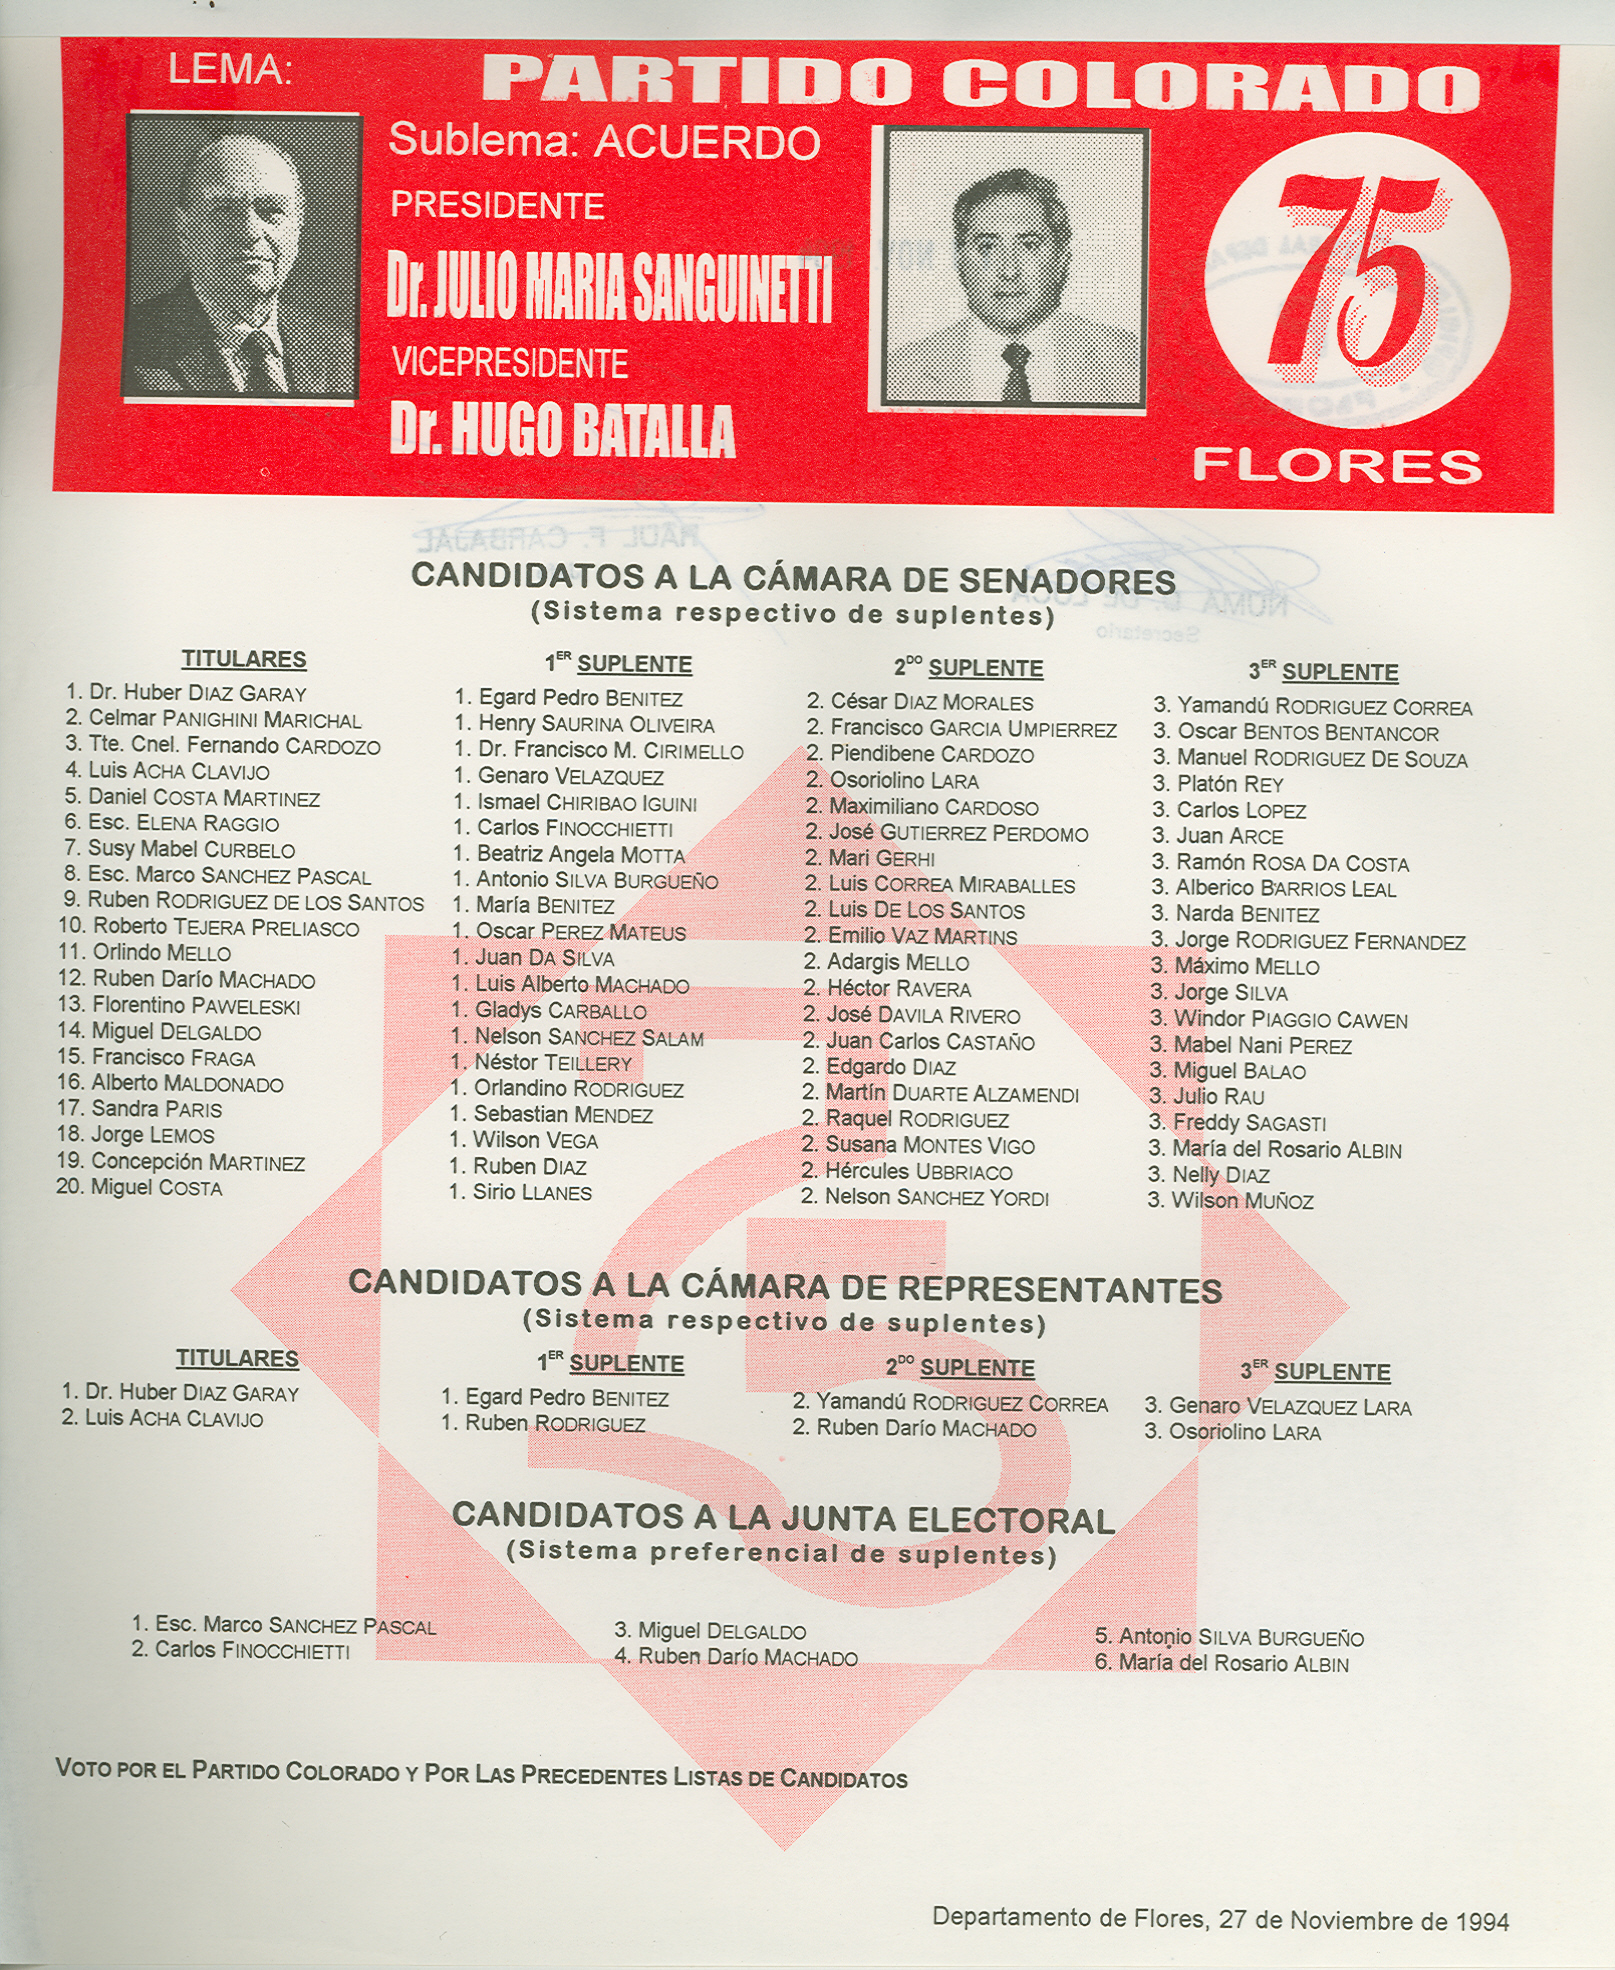 LEMA:
PARTIDO COLORADO
Sublema: ACUERDO
PRESIDENTE
Dr. JULIO MARIA SANGUINETTI
VICEPRESIDENTE
Dr. HUGO BATALLA
75
FLORES
RAUL F. CARBAJAL
NUMA C. DE LUCA
Secretario
CANDIDATOS A LA CÁMARA DE SENADORES
(Sistema respectivo de suplentes)
TITULARES
1. Dr. Huber DIAZ GARAY
2. Celmar PANIGHINI MARICHAL
3. Tte. Cnel. Fernando CARDOZO
4. Luis ACHA CLAVIJO
5. Daniel COSTA MARTINEZ
6. Esc. ELENA RAGGIO
7. Susy Mabel CURBELO
8. Esc. Marco SANCHEZ PASCAL
9. Ruben RODRIGUEZ DE LOS SANTOS
10. Roberto TEJERA PRELIASCO
11. Orlindo MELLO
12. Ruben Darío MACHADO
13. Florentino PAWELESKI
14. Miguel DELGALDO
15. Francisco FRAGA
16. Alberto MALDONADO
17. Sandra PARIS
18. Jorge LEMOS
19. Concepción MARTINEZ
20. Miguel COSTA
1ER SUPLENTE
1. Egard Pedro BENITEZ
1. Henry SAURINA OLIVEIRA
1. Dr. Francisco M. CIRIMELLO
1. Genaro VELAZQUEZ
1. Ismael CHIRIBAO IGUINI
1. Carlos FINOCCHIETTI
1. Beatriz Angela MOTTA
1. Antonio SILVA BURGUEÑO
1. María BENITEZ
1. Oscar PEREZ MATEUS
1. Juan DA SILVA
1. Luis Alberto MACHADO
1. Gladys CARBALLO
1. Nelson SANCHEZ SALAM
1. Néstor TEILLERY
1. Orlandino RODRIGUEZ
1. Sebastian MENDEZ
1. Wilson VEGA
1. Ruben DIAZ
1. Sirio LLANES
2DO SUPLENTE
2. César DIAZ MORALES
2. Francisco GARCIA UMPIERREZ
2. Piendibene CARDOZO
2. Osoriolino LARA
2. Maximiliano CARDOSO
2. José GUTIERREZ PERDOMO
2. Mari GERHI
2. Luis CORREA MIRABALLES
2. Luis DE LOS SANTOS
2. Emilio VAZ MARTINS
2. Adargis MELLO
2. Héctor RAVERA
2. José DAVILA RIVERO
2. Juan Carlos CASTAÑO
2. Edgardo DIAZ
2. Martín DUARTE ALZAMENDI
2. Raquel RODRIGUEZ
2. Susana MONTES VIGO
2. Hércules UBBRIACO
2. Nelson SANCHEZ YORDI
3ER SUPLENTE
3. Yamandú RODRIGUEZ CORREA
3. Oscar BENTOS BENTANCOR
3. Manuel RODRIGUEZ DE SOUZA
3. Platón REY
3. Carlos LOPEZ
3. Juan ARCE
3. Ramón ROSA DA COSTA
3. Alberico BARRIOS LEAL
3. Narda BENITEZ
3. Jorge RODRIGUEZ FERNANDEZ
3. Máximo MELLO
3. Jorge SILVA
3. Windor PIAGGIO CAWEN
3. Mabel Nani PEREZ
3. Miguel BALAO
3. Julio RAU
3. Freddy SAGASTI
3. María del Rosario ALBIN
3. Nelly DIAZ
3. Wilson MUÑOZ
CANDIDATOS A LA CÁMARA DE REPRESENTANTES
(Sistema respectivo de suplentes)
TITULARES
1. Dr. Huber DIAZ GARAY
2. Luis ACHA CLAVIJO
1ER SUPLENTE
1. Egard Pedro BENITEZ
1. Ruben RODRIGUEZ
2DO SUPLENTE
2. Yamandú RODRIGUEZ CORREA
2. Ruben Darío MACHADO
3ER SUPLENTE
3. Genaro VELAZQUEZ LARA
3. Osoriolino LARA
CANDIDATOS A LA JUNTA ELECTORAL
(Sistema preferencial de suplentes)
1. Esc. Marco SANCHEZ PASCAL
2. Carlos FINOCCHIETTI
3. Miguel DELGALDO
4. Ruben Darío MACHADO
5. Antonio SILVA BURGUEÑO
6. María del Rosario ALBIN
VOTO POR EL PARTIDO COLORADO Y POR LAS PRECEDENTES LISTAS DE CANDIDATOS
Departamento de Flores, 27 de Noviembre de 1994